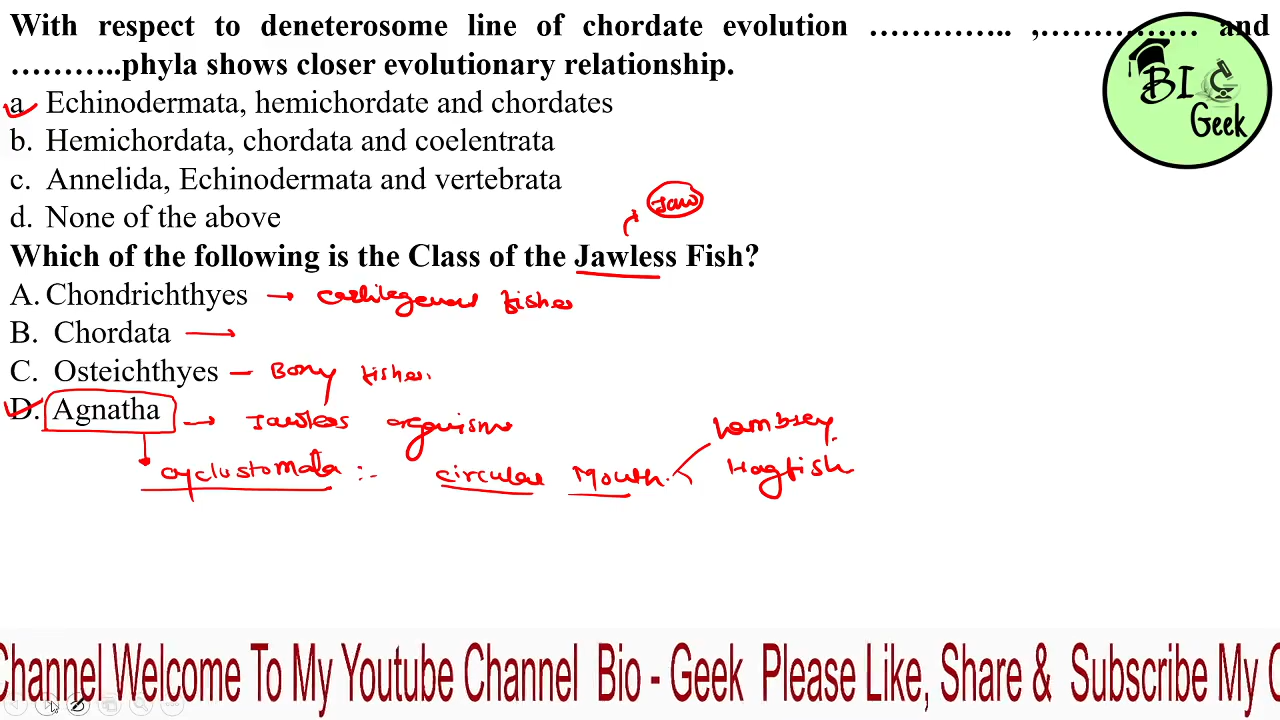 With respect to deneterosome line of chordate evolution ………….. ,…………… and
………..phyla shows closer evolutionary relationship.
BIO
Geek
a. Echinodermata, hemichordate and chordates
b. Hemichordata, chordata and coelentrata
c. Annelida, Echinodermata and vertebrata
Jaw
d. None of the above
Which of the following is the Class of the Jawless Fish?
A. Chondrichthyes → cartilegenous fishes
B. Chordata
C. Osteichthyes – Bony fishes.
D. Agnatha → Jawless organisms
Lambrey
cyclustomata :- circular Mouth.
Hagfish
Channel Welcome To My Youtube Channel Bio - Geek Please Like, Share & Subscribe My C